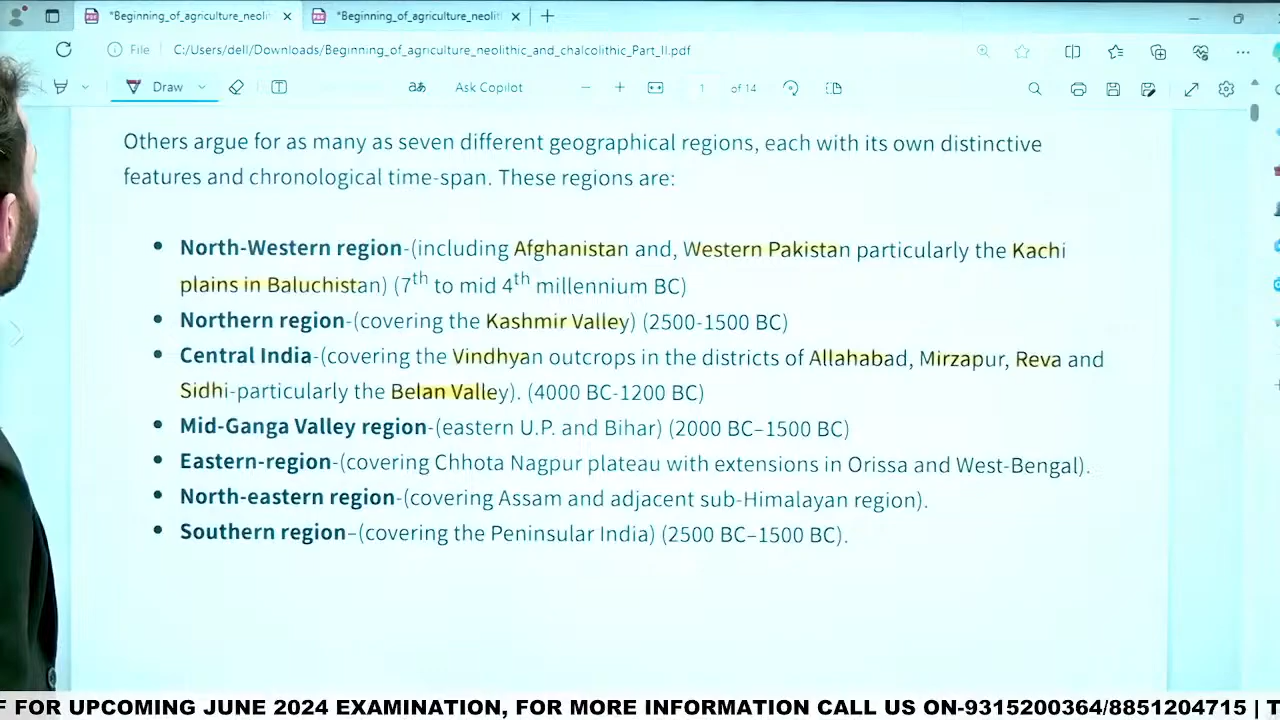 *Beginning_of_agriculture_neolit
*Beginning_of_agriculture_neolit
File C:/Users/dell/Downloads/Beginning_of_agriculture_neolithic_and_chalcolithic_Part_II.pdf
Draw
Ask Copilot
1 of 14
Others argue for as many as seven different geographical regions, each with its own distinctive
features and chronological time-span. These regions are:
• North-Western region-(including Afghanistan and, Western Pakistan particularly the Kachi
plains in Baluchistan) (7th to mid 4th millennium BC)
• Northern region-(covering the Kashmir Valley) (2500-1500 BC)
• Central India-(covering the Vindhyan outcrops in the districts of Allahabad, Mirzapur, Reva and
Sidhi-particularly the Belan Valley). (4000 BC-1200 BC)
• Mid-Ganga Valley region-(eastern U.P. and Bihar) (2000 BC–1500 BC)
• Eastern-region-(covering Chhota Nagpur plateau with extensions in Orissa and West-Bengal).
• North-eastern region-(covering Assam and adjacent sub-Himalayan region).
• Southern region–(covering the Peninsular India) (2500 BC–1500 BC).
F FOR UPCOMING JUNE 2024 EXAMINATION, FOR MORE INFORMATION CALL US ON-9315200364/8851204715 | T